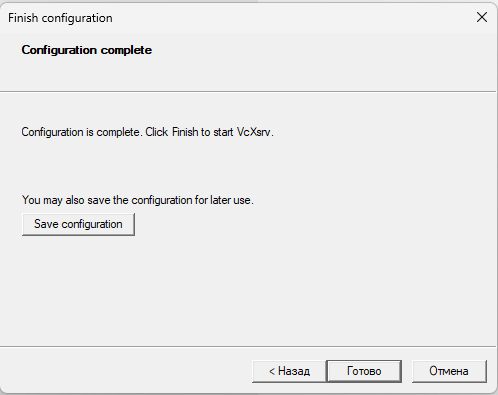 Finish configuration
Configuration complete
Configuration is complete. Click Finish to start VcXsrv.
You may also save the configuration for later use.
Save configuration
< Назад
Готово
Отмена